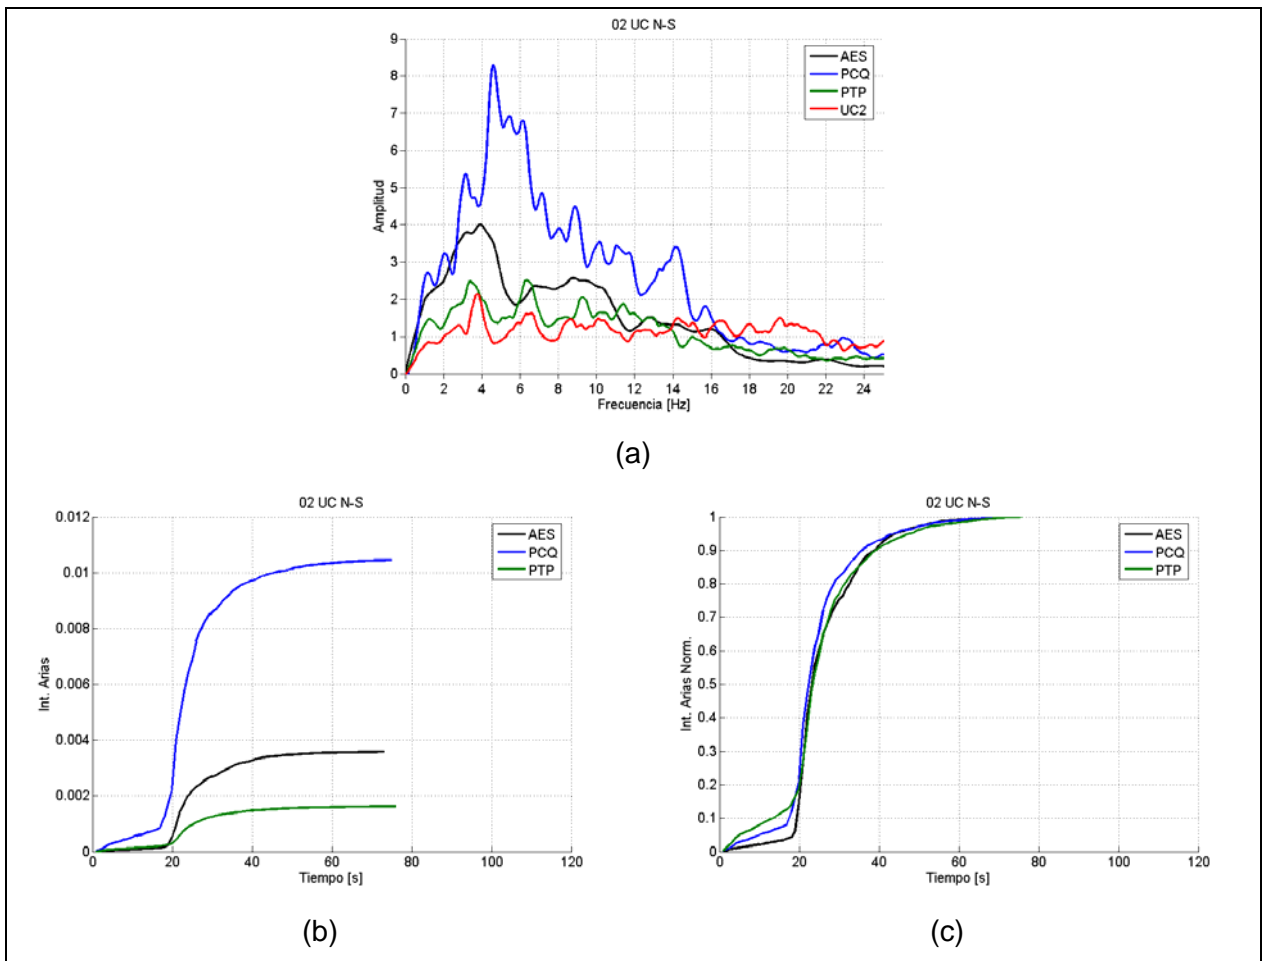 02 UC N-S
9
8
7
6
5
4
3
2
1
0
Amplitud
AES
PCQ
PTP
UC2
0 2 4 6 8 10 12 14 16 18 20 22 24
Frecuencia [Hz]
(a)
02 UC N-S
0.012
0.01
0.008
0.006
0.004
0.002
0
Int. Arias
AES
PCQ
PTP
0 20 40 60 80 100 120
Tiempo [s]
(b)
02 UC N-S
1
0.9
0.8
0.7
0.6
0.5
0.4
0.3
0.2
0.1
0
Int. Arias Norm.
AES
PCQ
PTP
0 20 40 60 80 100 120
Tiempo [s]
(c)